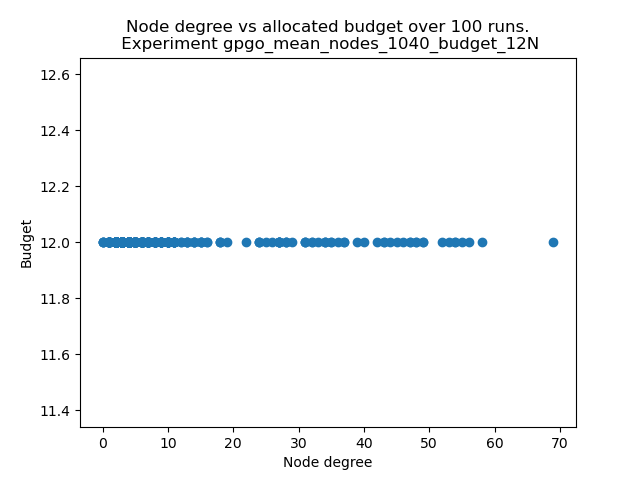 Node degree vs allocated budget over 100 runs.
Experiment gpgo_mean_nodes_1040_budget_12N
12.6
12.4
12.2
12.0
11.8
11.6
11.4
Budget
0 10 20 30 40 50 60 70
Node degree